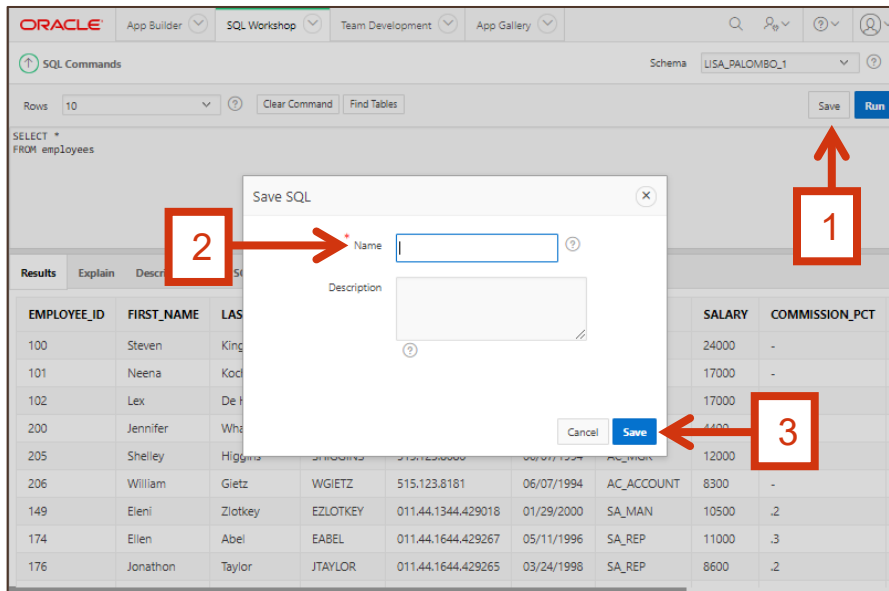 ORACLE App Builder SQL Workshop Team Development App Gallery
SQL Commands Schema LISA_PALOMBO_1
Rows 10 Clear Command Find Tables Save Run
SELECT *
FROM employees
Save SQL
1
2
* Name
Results Explain
Description
EMPLOYEE_ID FIRST_NAME SALARY COMMISSION_PCT
100 Steven 24000 -
101 Neena 17000 -
102 Lex 17000
200 Jennifer
Cancel Save
3
205 Shelley 12000
206 William Gietz WGIETZ 515.123.8181 06/07/1994 AC_ACCOUNT 8300 -
149 Eleni Zlotkey EZLOTKEY 011.44.1344.429018 01/29/2000 SA_MAN 10500 .2
174 Ellen Abel EABEL 011.44.1644.429267 05/11/1996 SA_REP 11000 .3
176 Jonathon Taylor JTAYLOR 011.44.1644.429265 03/24/1998 SA_REP 8600 .2